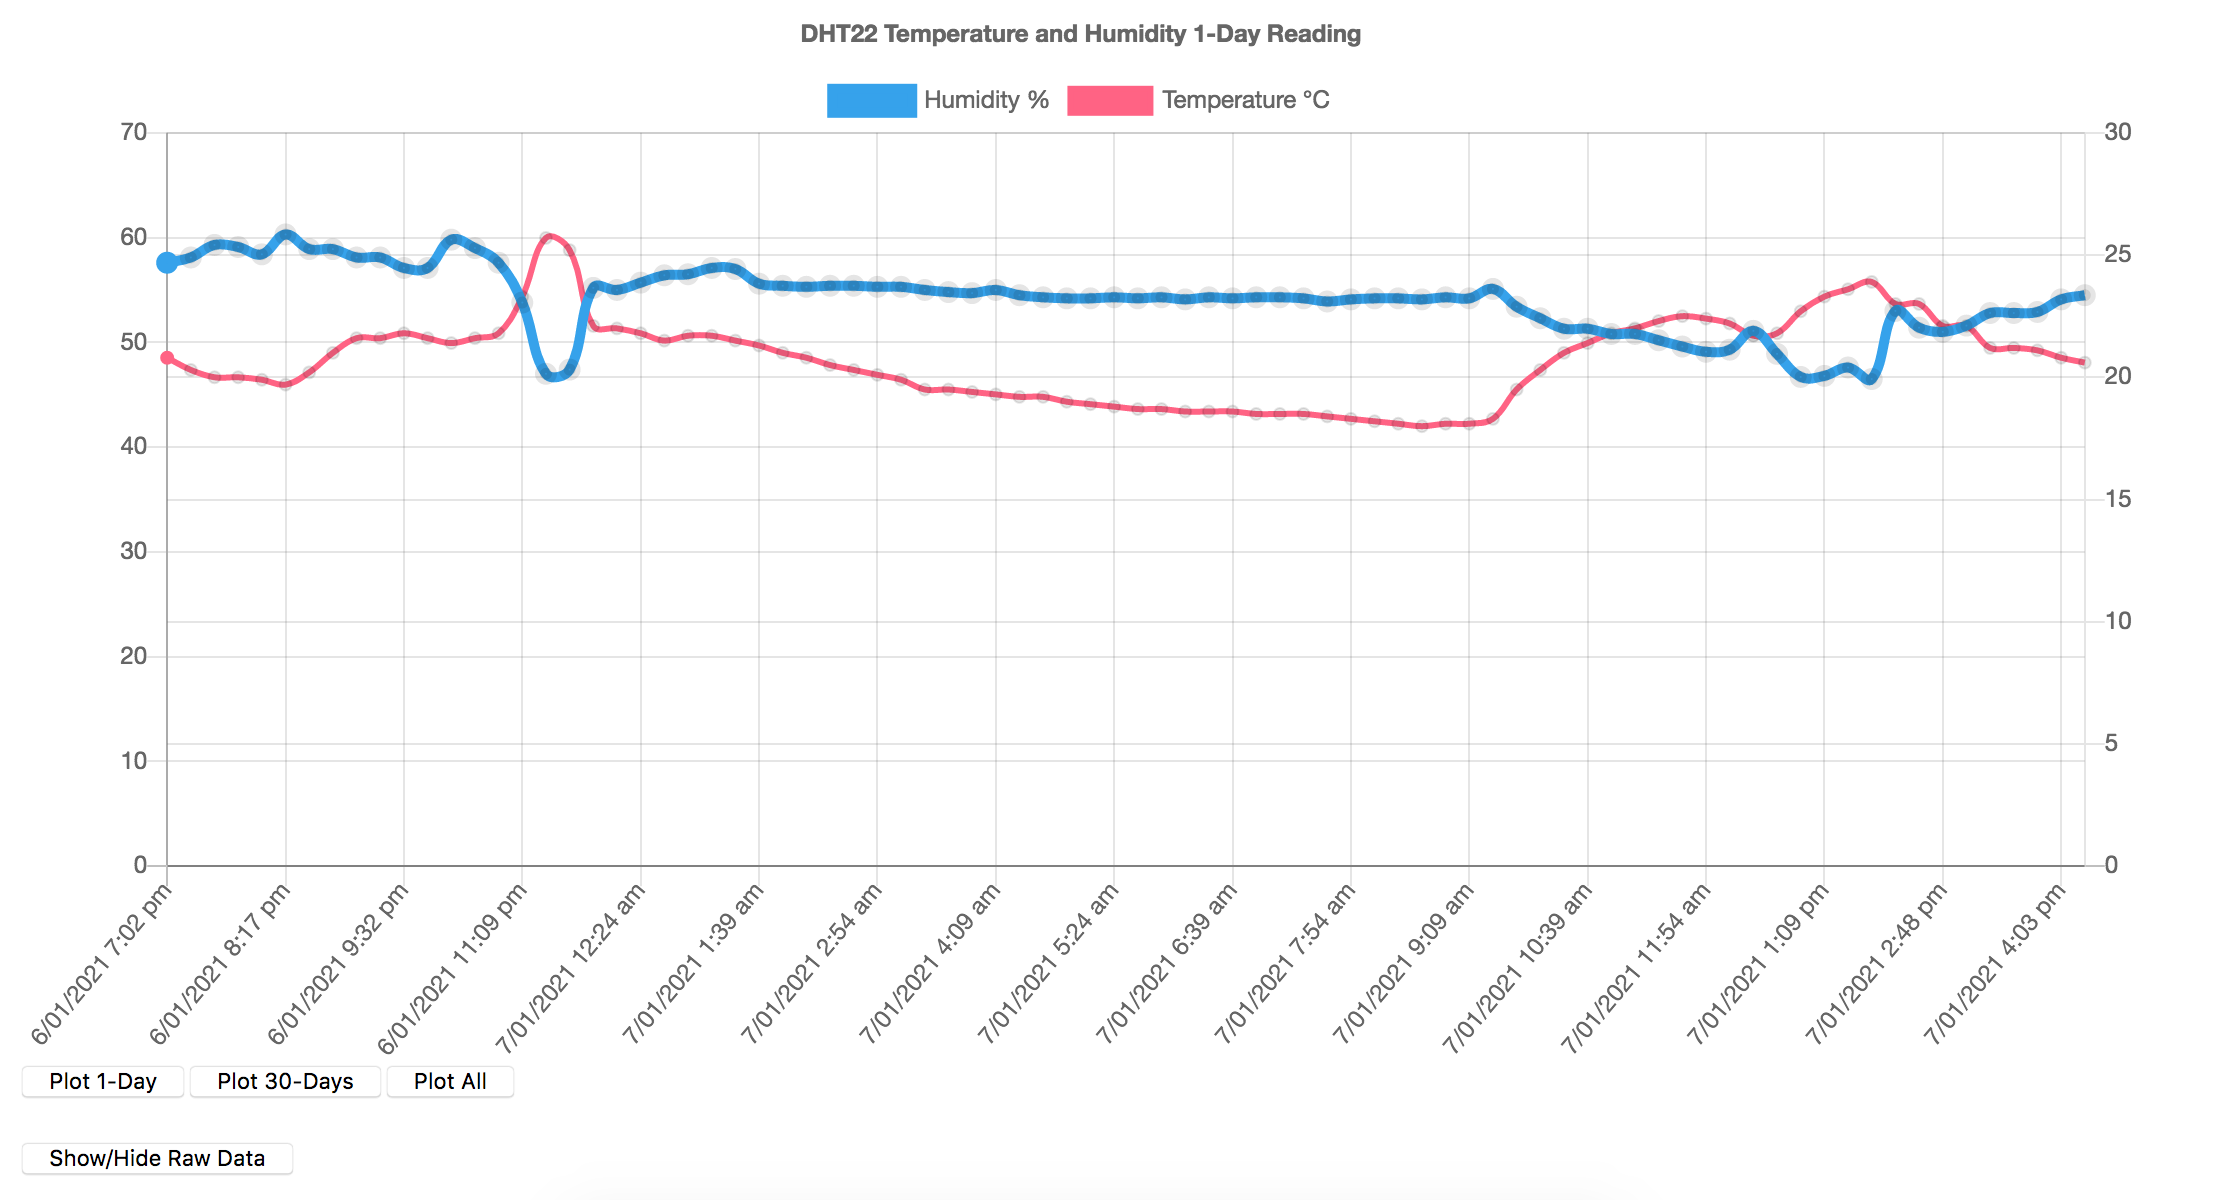 DHT22 Temperature and Humidity 1-Day Reading
Humidity % Temperature °C
70 30
60
25
50
20
40
15
30
10
20
5
10
0 0
6/01/2021 7:02 pm
6/01/2021 8:17 pm
6/01/2021 9:32 pm
6/01/2021 11:09 pm
7/01/2021 12:24 am
7/01/2021 1:39 am
7/01/2021 2:54 am
7/01/2021 4:09 am
7/01/2021 5:24 am
7/01/2021 6:39 am
7/01/2021 7:54 am
7/01/2021 9:09 am
7/01/2021 10:39 am
7/01/2021 11:54 am
7/01/2021 1:09 pm
7/01/2021 2:48 pm
7/01/2021 4:03 pm
Plot 1-Day Plot 30-Days Plot All
Show/Hide Raw Data